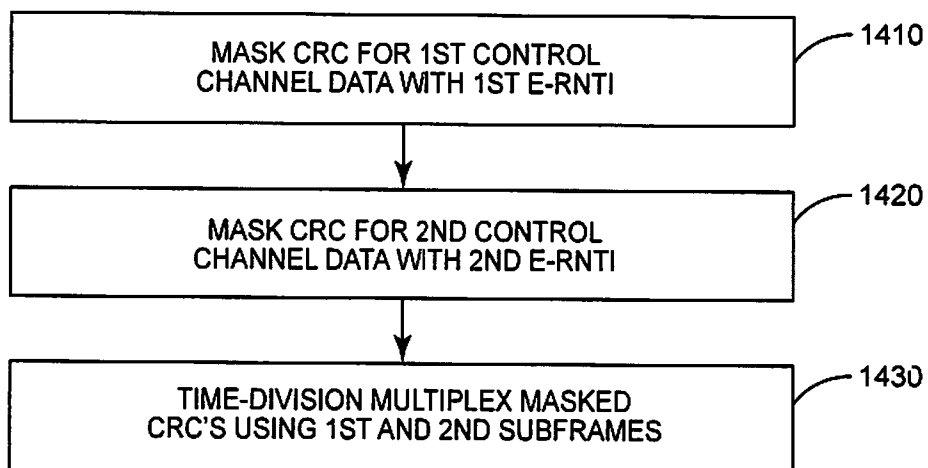 MASK CRC FOR 1ST CONTROL
CHANNEL DATA WITH 1ST E-RNTI
1410
MASK CRC FOR 2ND CONTROL
CHANNEL DATA WITH 2ND E-RNTI
1420
TIME-DIVISION MULTIPLEX MASKED
CRC'S USING 1ST AND 2ND SUBFRAMES
1430